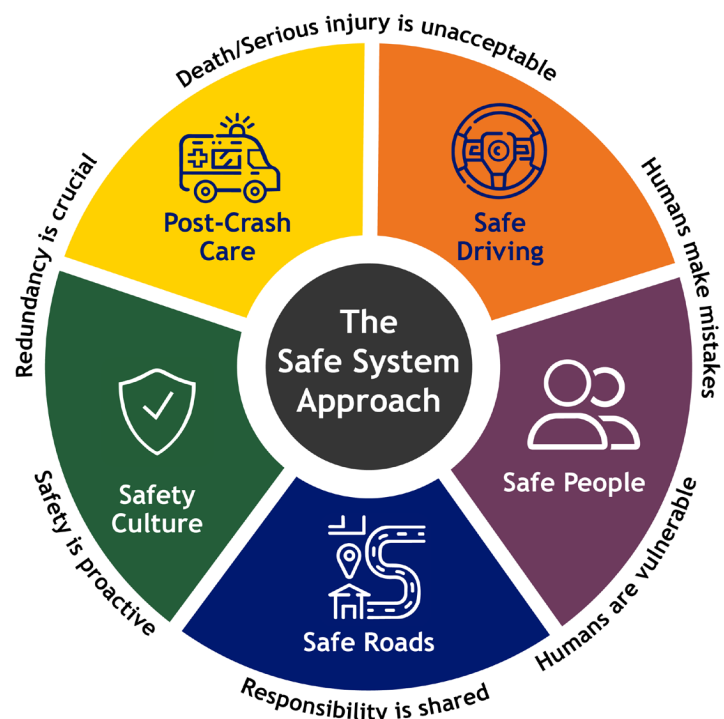 Death/Serious injury is unacceptable
Humans make mistakes
Humans are vulnerable
Responsibility is shared
Safety is proactive
Redundancy is crucial
Post-Crash
Care
Safe
Driving
Safe People
Safe Roads
Safety
Culture
The
Safe System
Approach